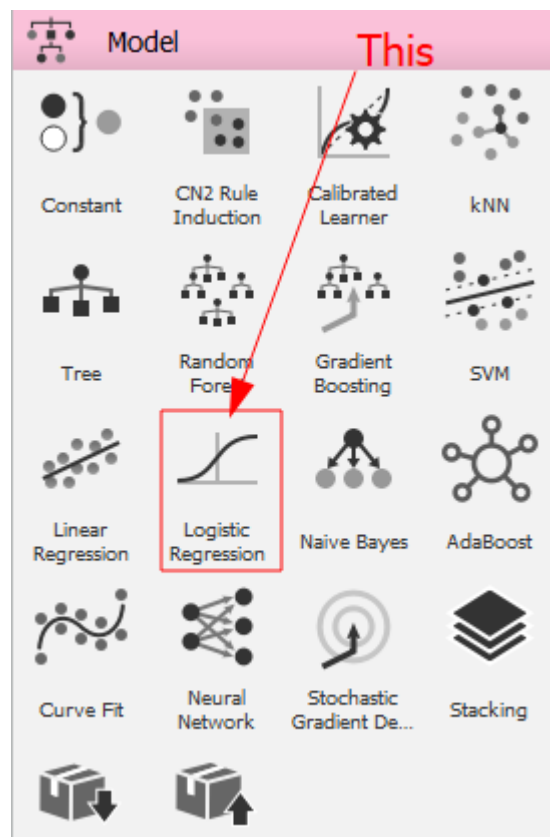 Model
This
Constant
CN2 Rule
Induction
Calibrated
Learner
kNN
Tree
Random
Fore
Gradient
Boosting
SVM
Linear
Regression
Logistic
Regression
Naive Bayes
AdaBoost
Curve Fit
Neural
Network
Stochastic
Gradient De...
Stacking